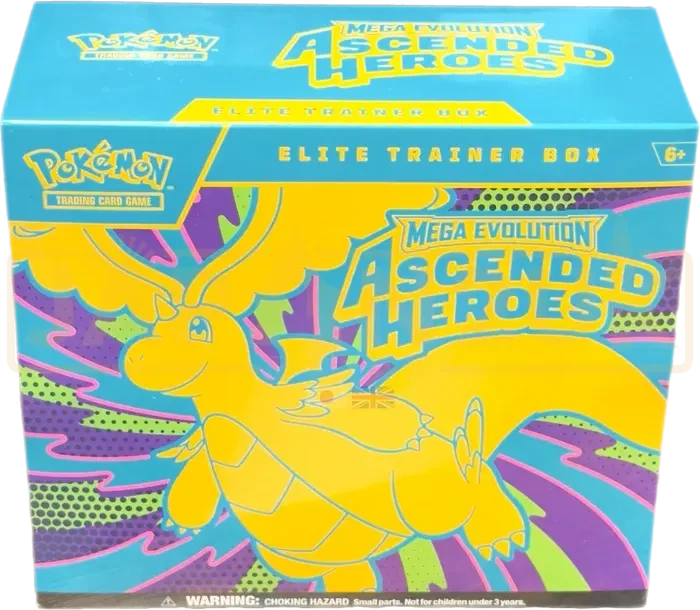 POKéMON
TRADING CARD GAME
MEGA EVOLUTION
ASCENDED
HEROES
ELITE TRAINER BOX
ELITE TRAINER BOX
6+
POKéMON
TRADING CARD GAME
MEGA EVOLUTION
ASCENDED
HEROES
WARNING: CHOKING HAZARD Small parts. Not for children under 3 years.